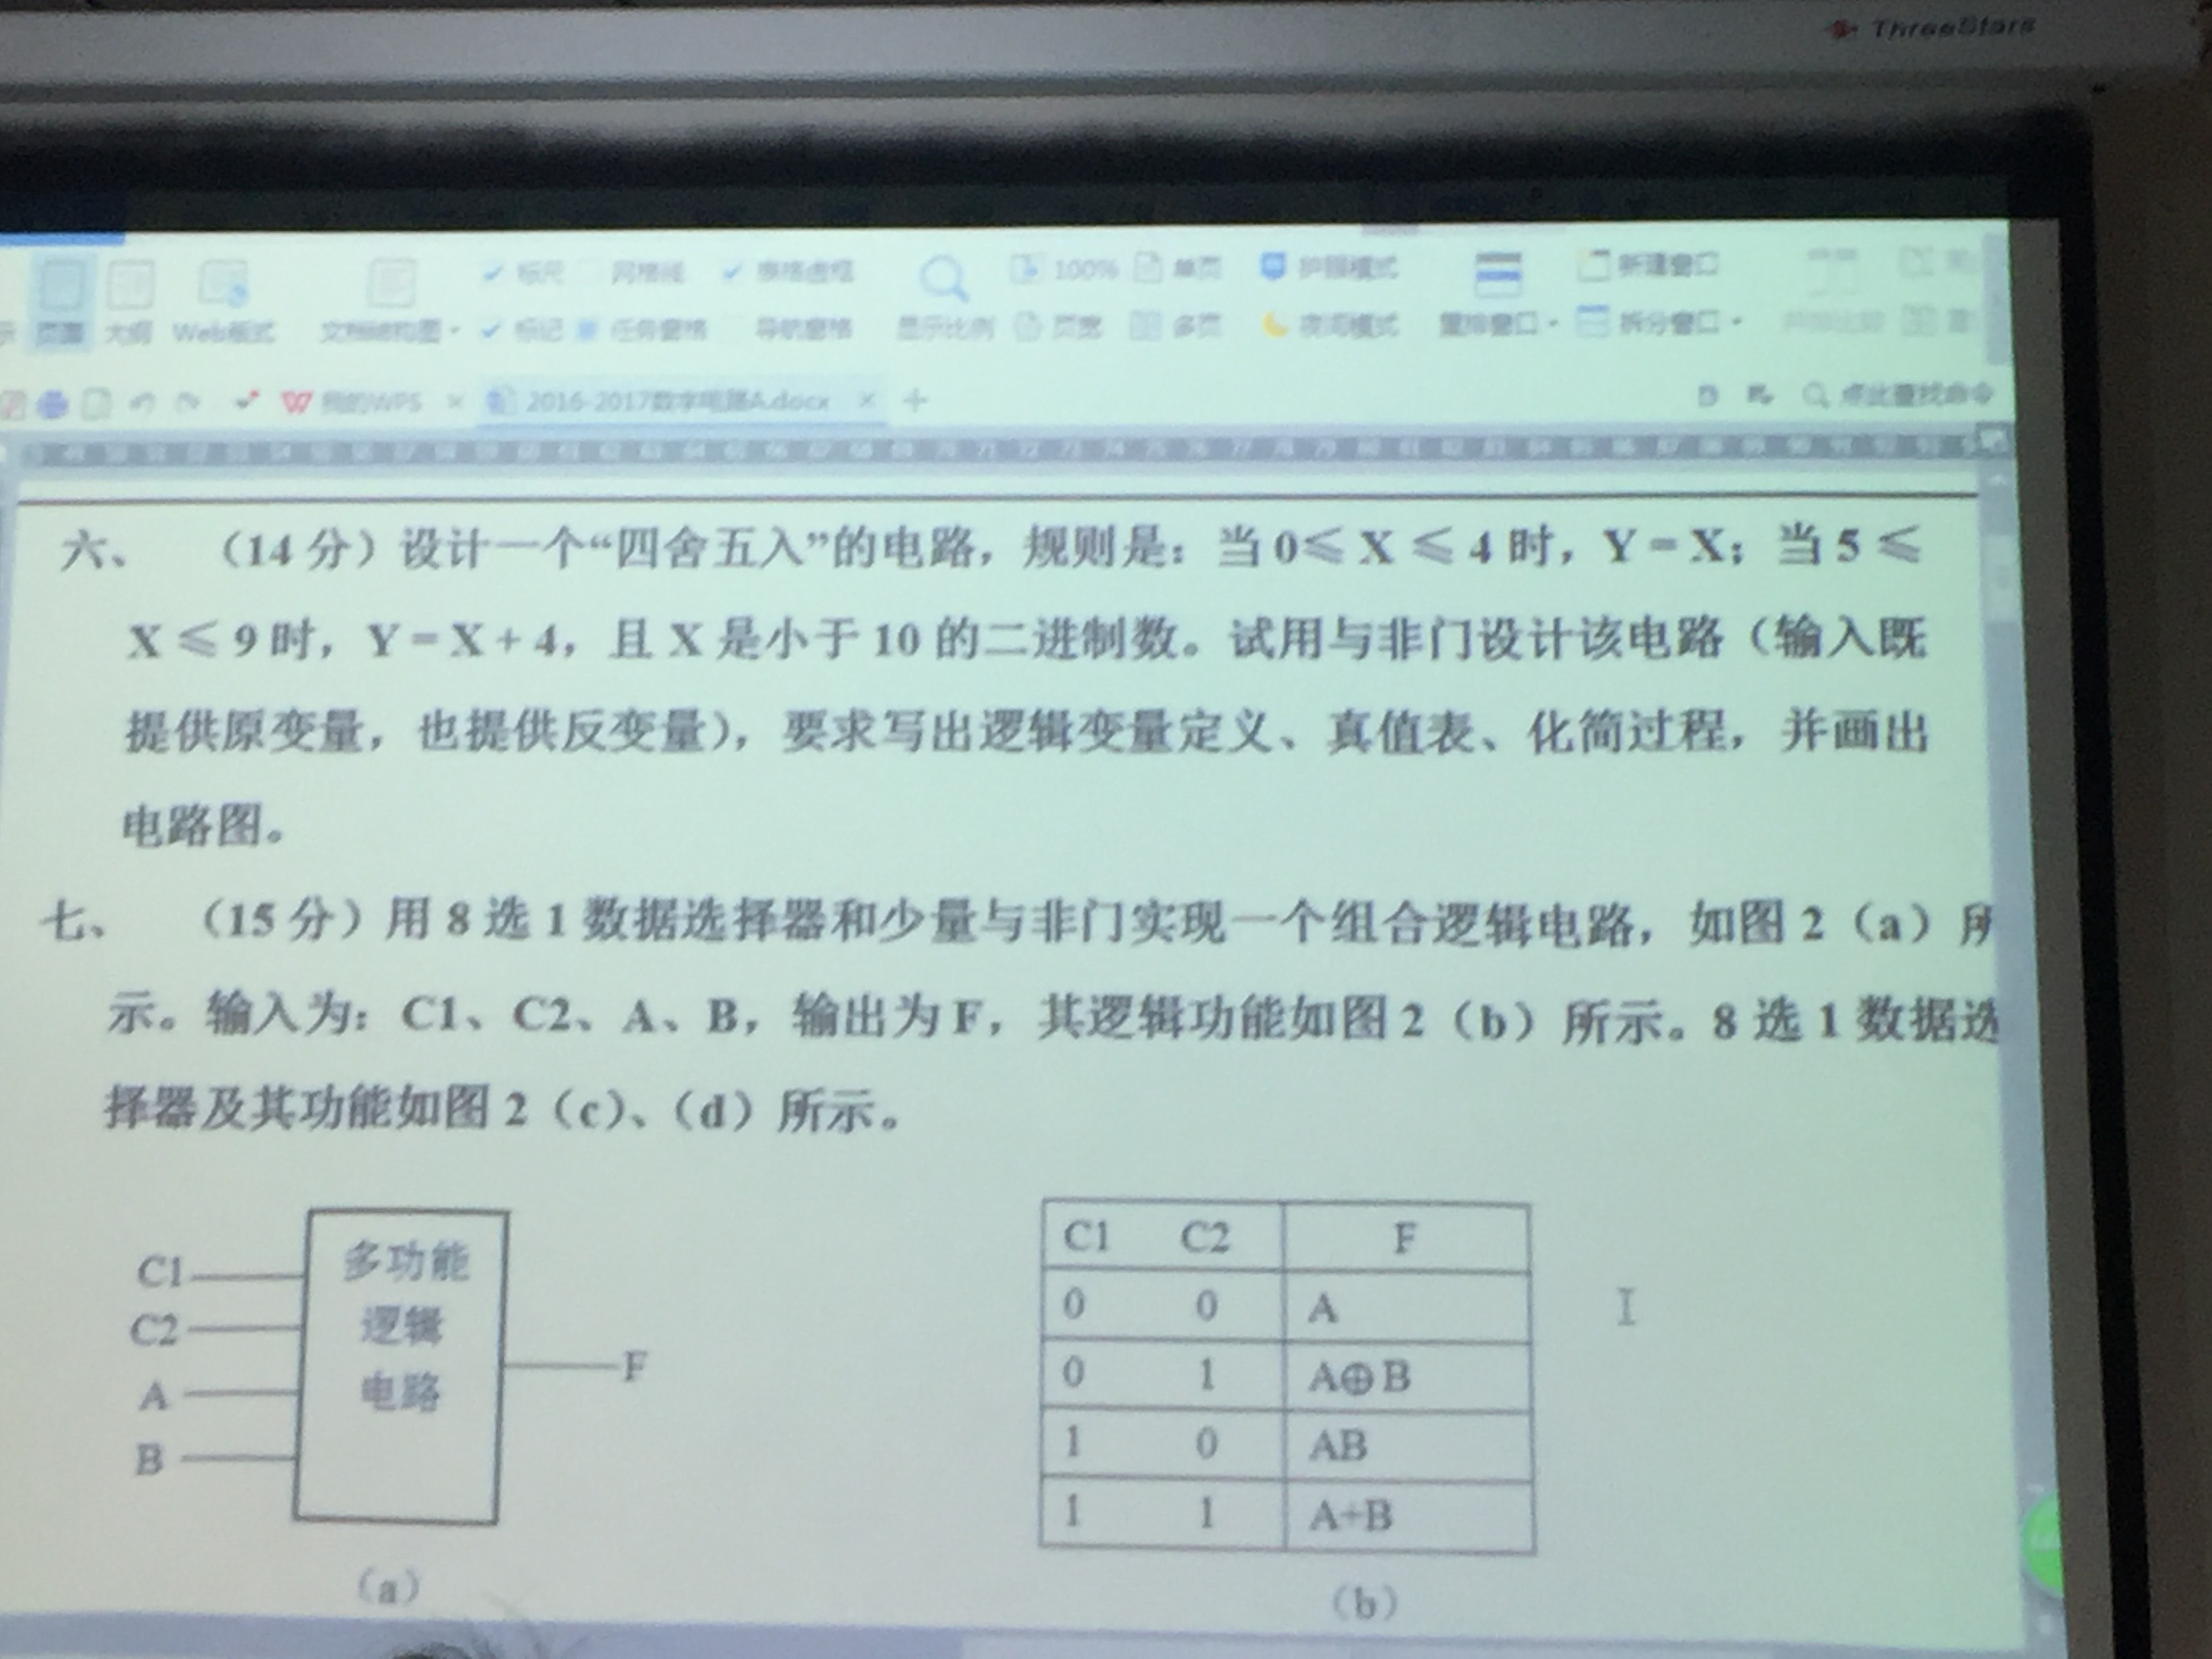 ThreeStars
100% 单页 护眼模式 新建窗口
页面 大纲 Web版式 文档结构图 标记 任务窗格 导航窗格 显示比例 页宽 多页 夜间模式 重排窗口 拆分窗口
标尺 网格线 表格虚框
我的WPS × 2016-2017数字电路A.docx × + 点此查找命令
六、 （14 分）设计一个“四舍五入”的电路，规则是：当 0≤ X ≤ 4 时，Y = X；当 5 ≤
X ≤ 9 时，Y = X + 4，且 X 是小于 10 的二进制数。试用与非门设计该电路（输入既
提供原变量，也提供反变量），要求写出逻辑变量定义、真值表、化简过程，并画出
电路图。
七、 （15 分）用 8 选 1 数据选择器和少量与非门实现一个组合逻辑电路，如图 2（a）所
示。输入为：C1、C2、A、B，输出为 F，其逻辑功能如图 2（b）所示。8 选 1 数据选
择器及其功能如图 2（c）、（d）所示。
C1
C2
A
B
多功能
逻辑
电路
F
（a）
C1 C2 F
0 0 A
0 1 A⊕B
1 0 AB
1 1 A+B
（b）